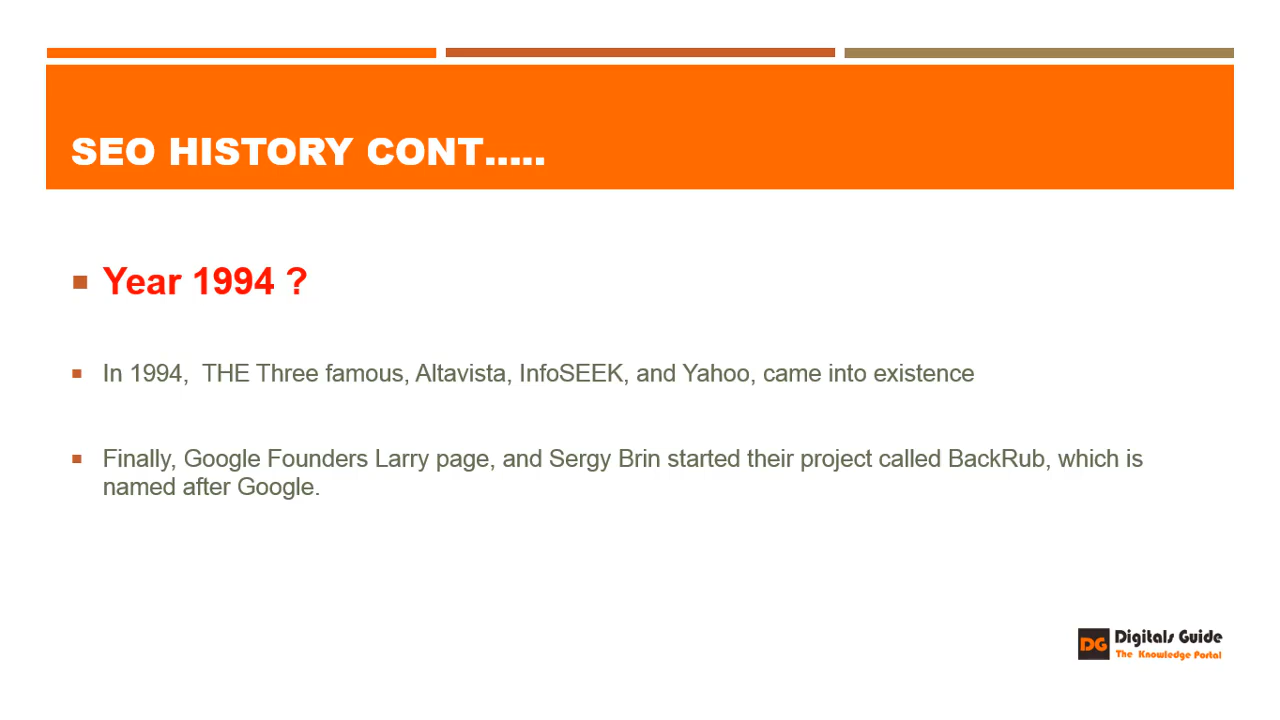 SEO HISTORY CONT.....
Year 1994 ?
In 1994,  THE Three famous, Altavista, InfoSEEK, and Yahoo, came into existence
Finally, Google Founders Larry page, and Sergy Brin started their project called BackRub, which is
named after Google.
DG
Digitals Guide
The Knowledge Portal